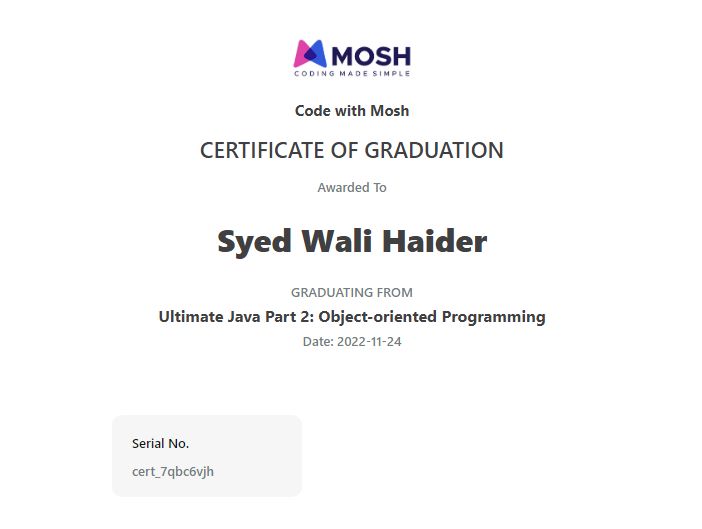 MOSH
CODING MADE SIMPLE
Code with Mosh
CERTIFICATE OF GRADUATION
Awarded To
Syed Wali Haider
GRADUATING FROM
Ultimate Java Part 2: Object-oriented Programming
Date: 2022-11-24
Serial No.
cert_7qbc6vjh